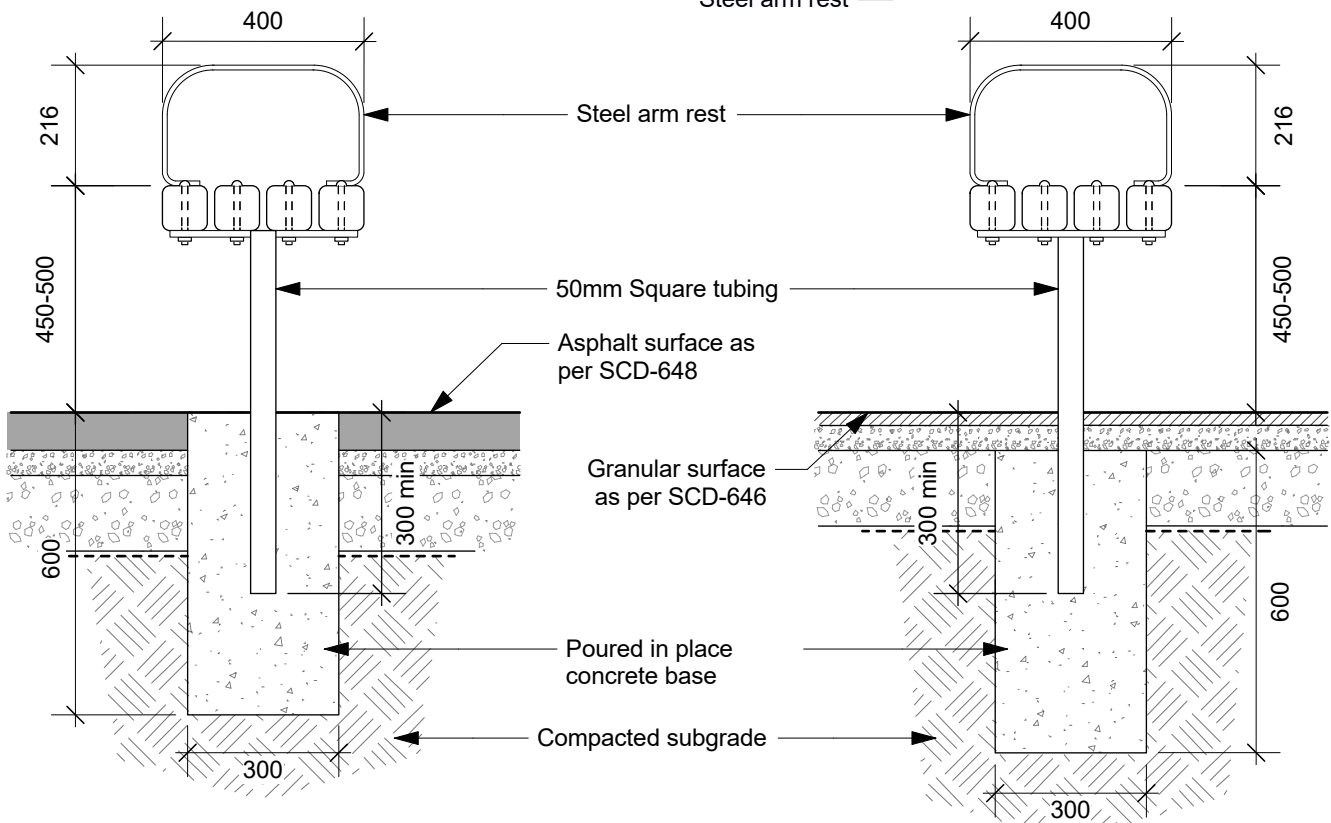 Steel arm rest
400
400
216
Steel arm rest
216
450-500
50mm Square tubing
450-500
Asphalt surface as
per SCD-648
Granular surface
as per SCD-646
300 min
300 min
600
600
Poured in place
concrete base
Compacted subgrade
300
300